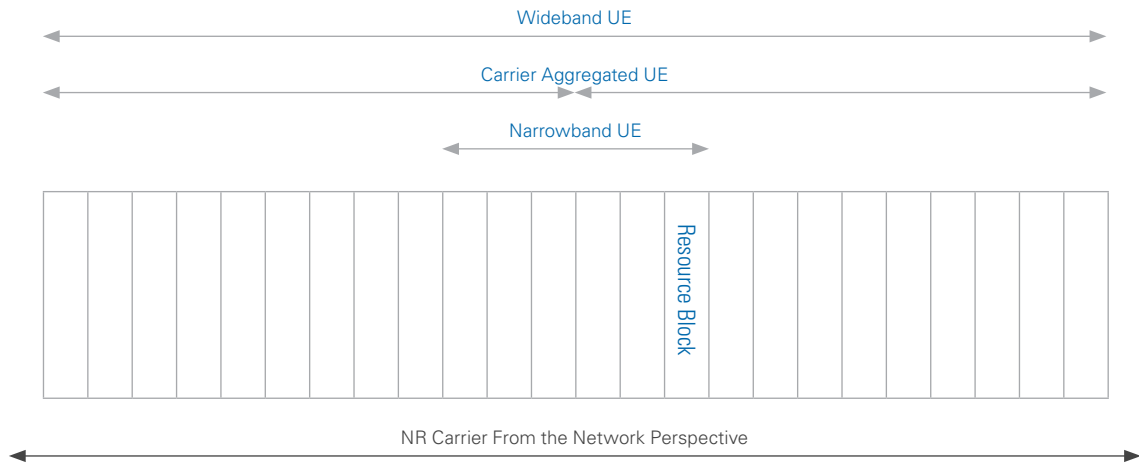 Wideband UE
Carrier Aggregated UE
Narrowband UE
Resource Block
NR Carrier From the Network Perspective